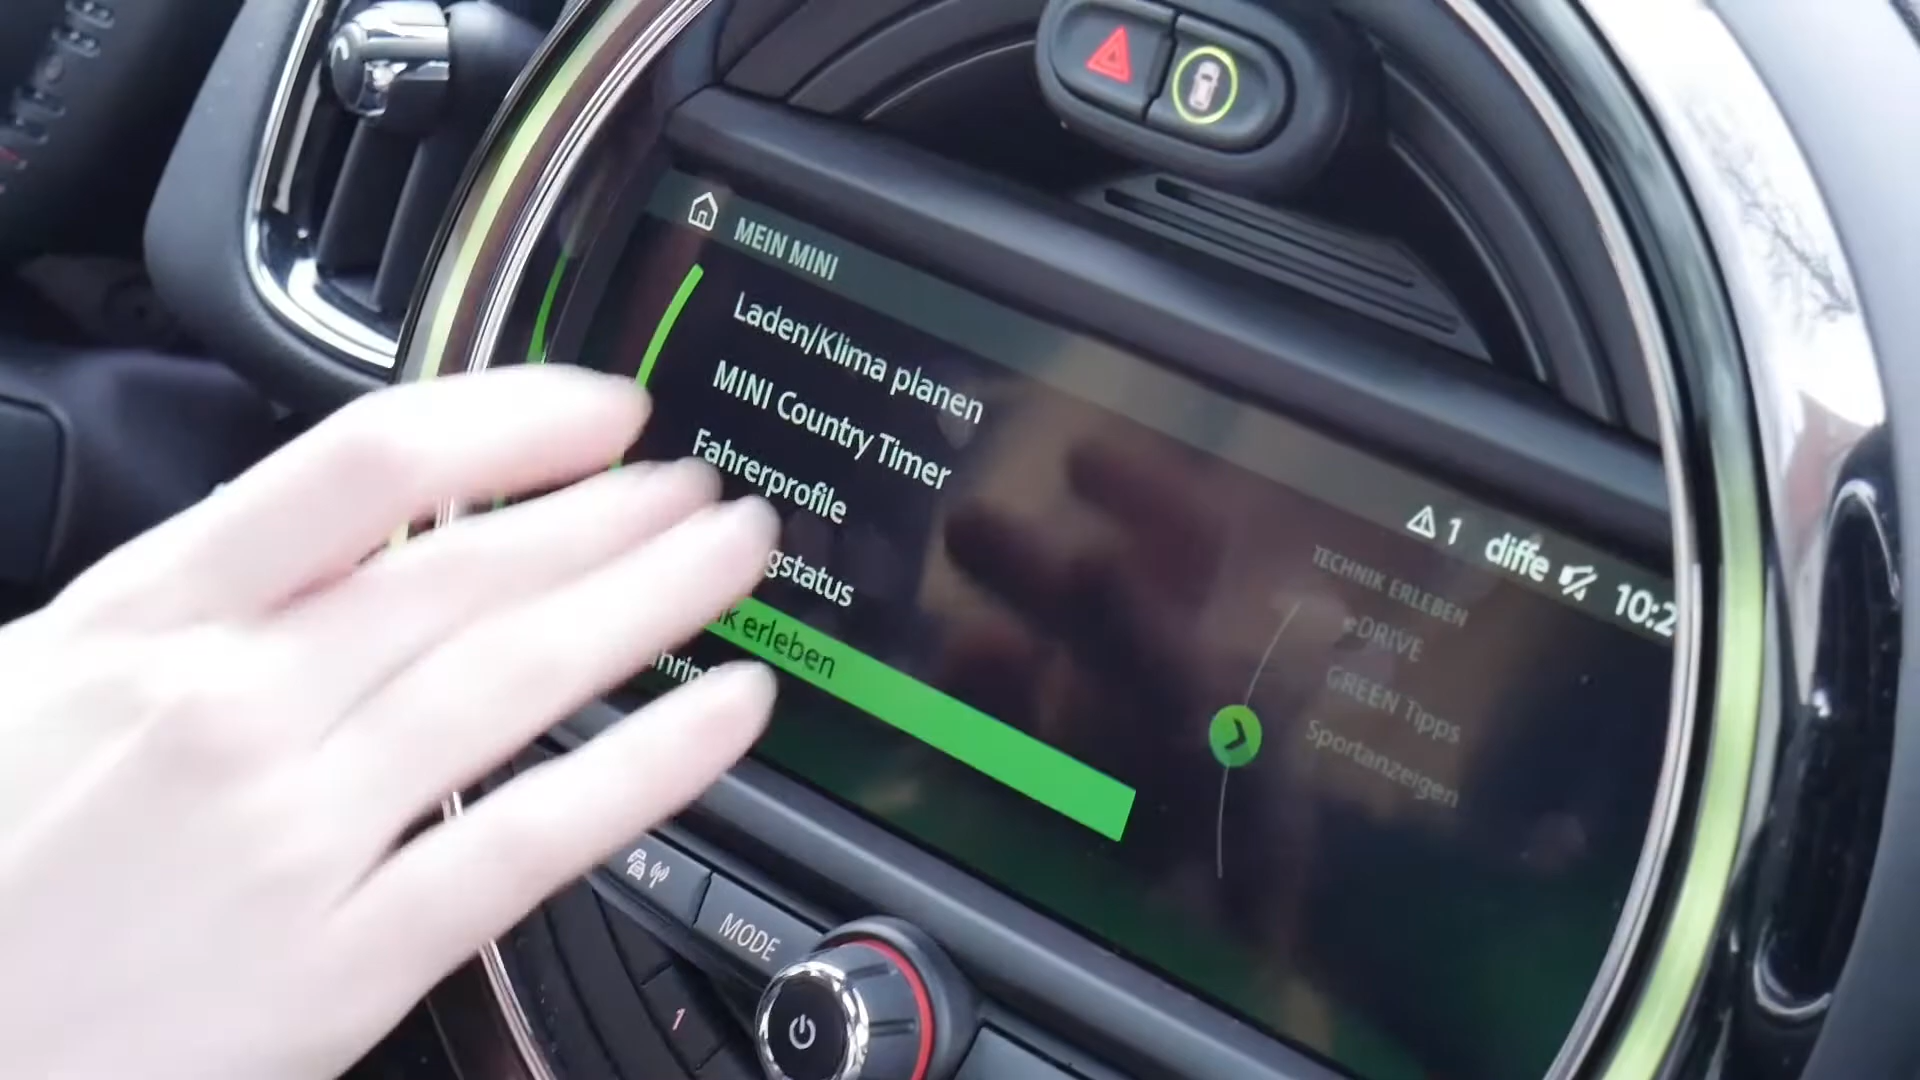 MEIN MINI
Laden/Klima planen
MINI Country Timer
Fahrerprofile
gstatus
erleben
1 diffe 10:2
TECHNIK ERLEBEN
eDRIVE
GREEN Tipps
Sportanzeigen
MODE
1